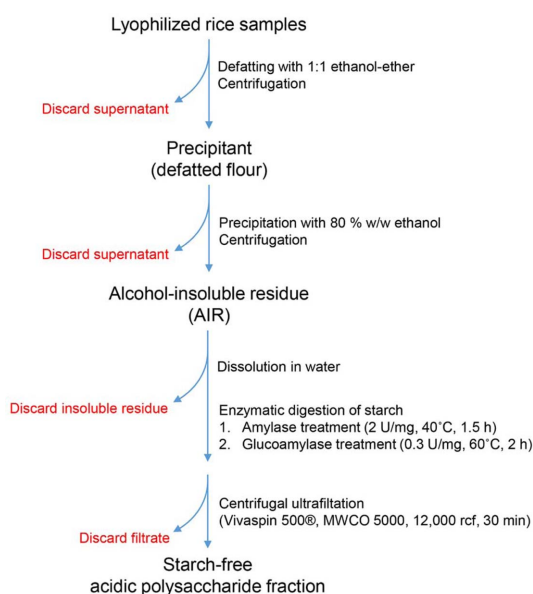 Lyophilized rice samples
Defatting with 1:1 ethanol-ether
Centrifugation
Discard supernatant
Precipitant
(defatted flour)
Precipitation with 80 % w/w ethanol
Centrifugation
Discard supernatant
Alcohol-insoluble residue
(AIR)
Dissolution in water
Discard insoluble residue
Enzymatic digestion of starch
1. Amylase treatment (2 U/mg, 40˚C, 1.5 h)
2. Glucoamylase treatment (0.3 U/mg, 60˚C, 2 h)
Centrifugal ultrafiltation
(Vivaspin 500®, MWCO 5000, 12,000 rcf, 30 min)
Discard filtrate
Starch-free
acidic polysaccharide fraction